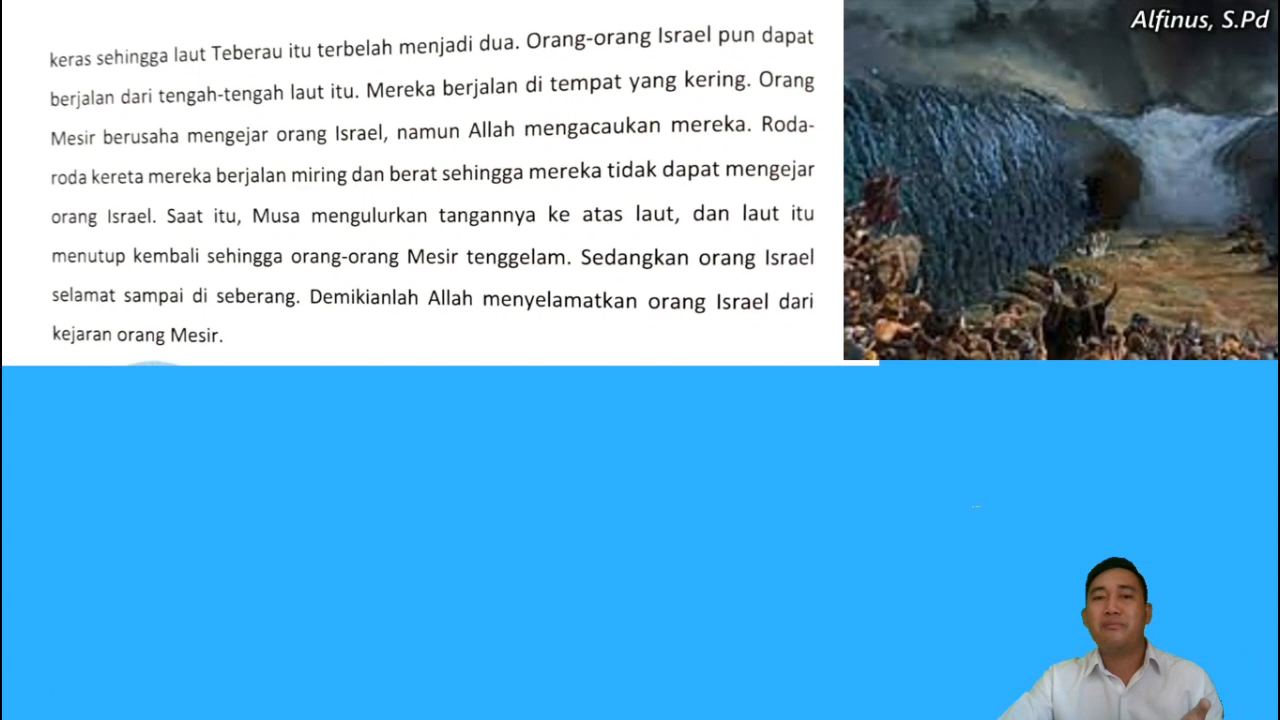 keras sehingga laut Teberau itu terbelah menjadi dua. Orang-orang Israel pun dapat
berjalan dari tengah-tengah laut itu. Mereka berjalan di tempat yang kering. Orang
Mesir berusaha mengejar orang Israel, namun Allah mengacaukan mereka. Roda-
roda kereta mereka berjalan miring dan berat sehingga mereka tidak dapat mengejar
orang Israel. Saat itu, Musa mengulurkan tangannya ke atas laut, dan laut itu
menutup kembali sehingga orang-orang Mesir tenggelam. Sedangkan orang Israel
selamat sampai di seberang. Demikianlah Allah menyelamatkan orang Israel dari
kejaran orang Mesir.
Alfinus, S.Pd